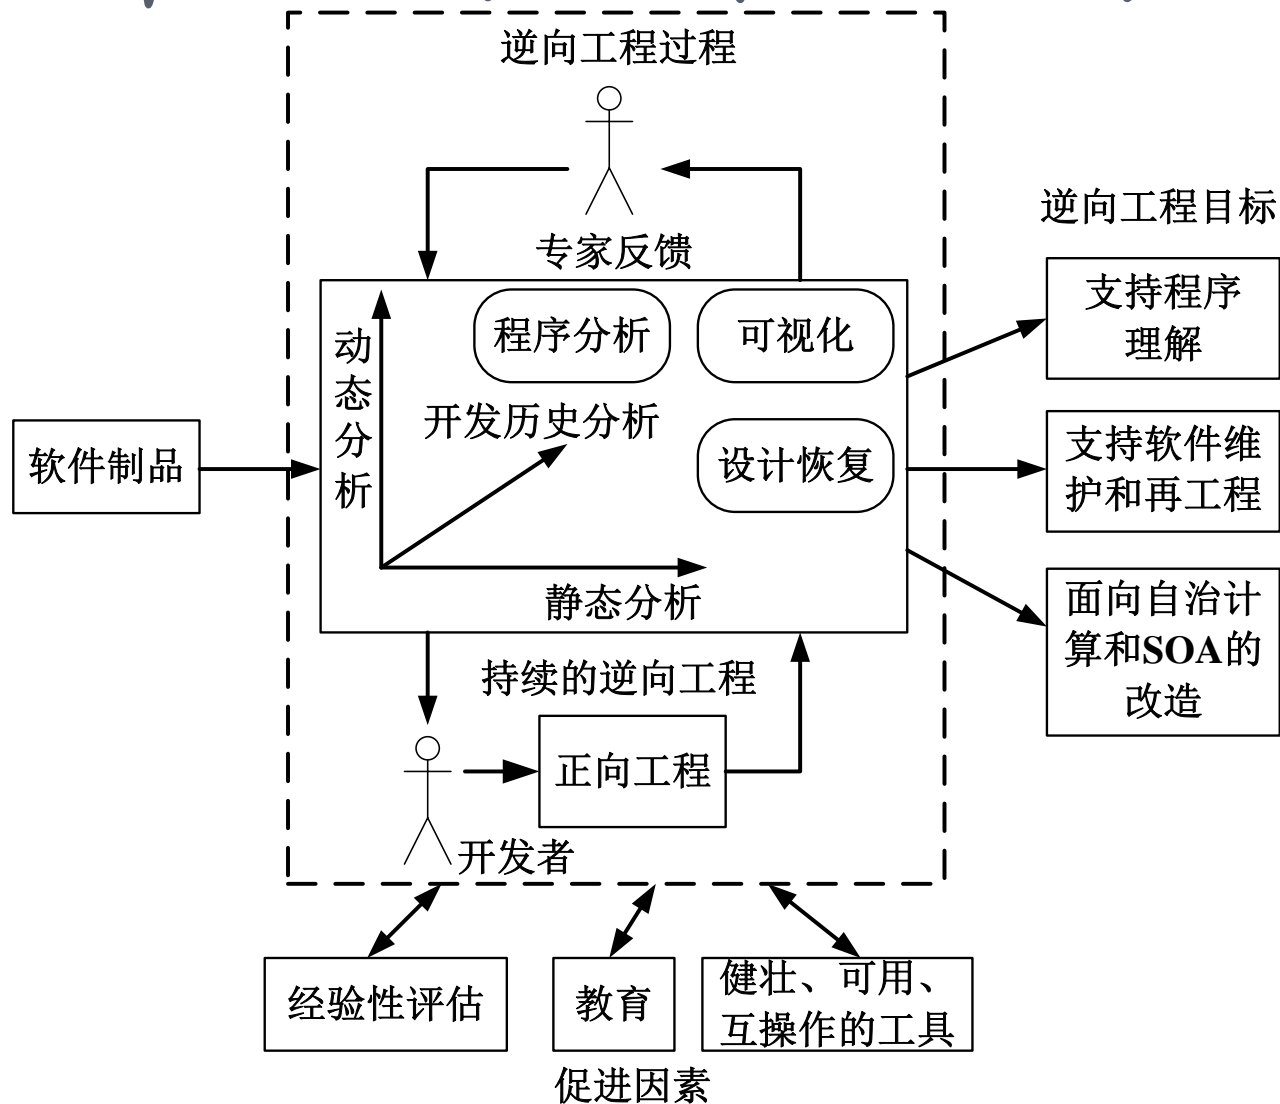 逆向工程过程
专家反馈
逆向工程目标
动
态
分
析
程序分析
可视化
开发历史分析
设计恢复
静态分析
软件制品
支持程序
理解
支持软件维
护和再工程
面向自治计
算和SOA的
改造
持续的逆向工程
正向工程
开发者
经验性评估
教育
健壮、可用、
互操作的工具
促进因素